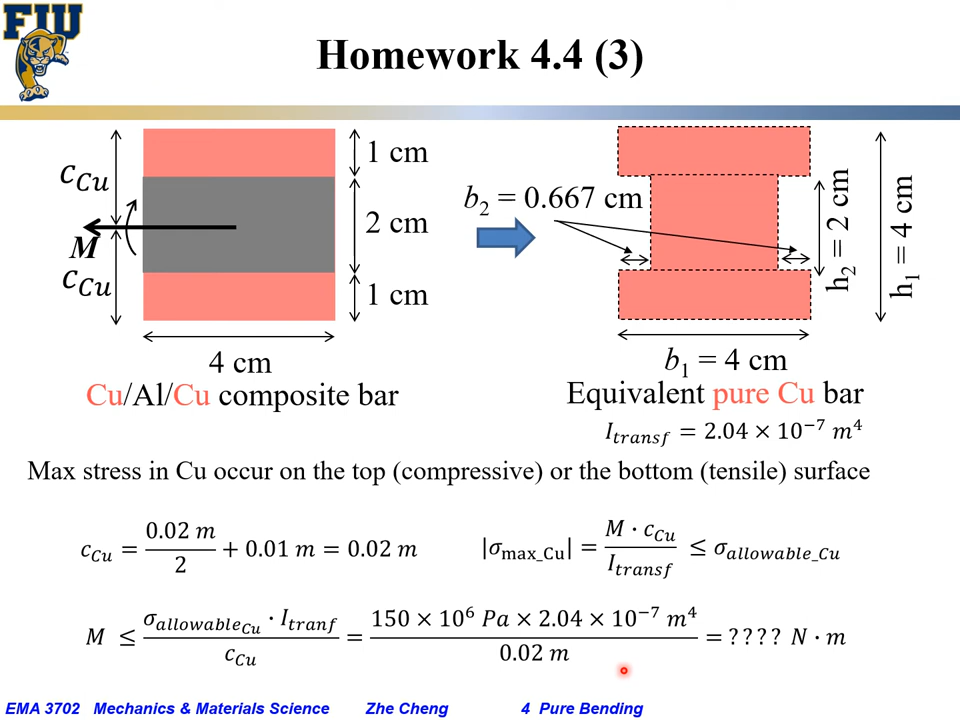 FIU
Homework 4.4 (3)
c_Cu
M
c_Cu
1 cm
2 cm
1 cm
4 cm
Cu/Al/Cu composite bar
b₂ = 0.667 cm
h₂ = 2 cm
h₁ = 4 cm
b₁ = 4 cm
Equivalent pure Cu bar
I_transf = 2.04 × 10⁻⁷ m⁴
Max stress in Cu occur on the top (compressive) or the bottom (tensile) surface
c_Cu = 0.02 m / 2 + 0.01 m = 0.02 m
|σ_max_Cu| = M · c_Cu / I_transf ≤ σ_allowable_Cu
M ≤ σ_allowable_Cu · I_tranf / c_Cu = 150 × 10⁶ Pa × 2.04 × 10⁻⁷ m⁴ / 0.02 m = ???? N · m
EMA 3702 Mechanics & Materials Science Zhe Cheng 4 Pure Bending